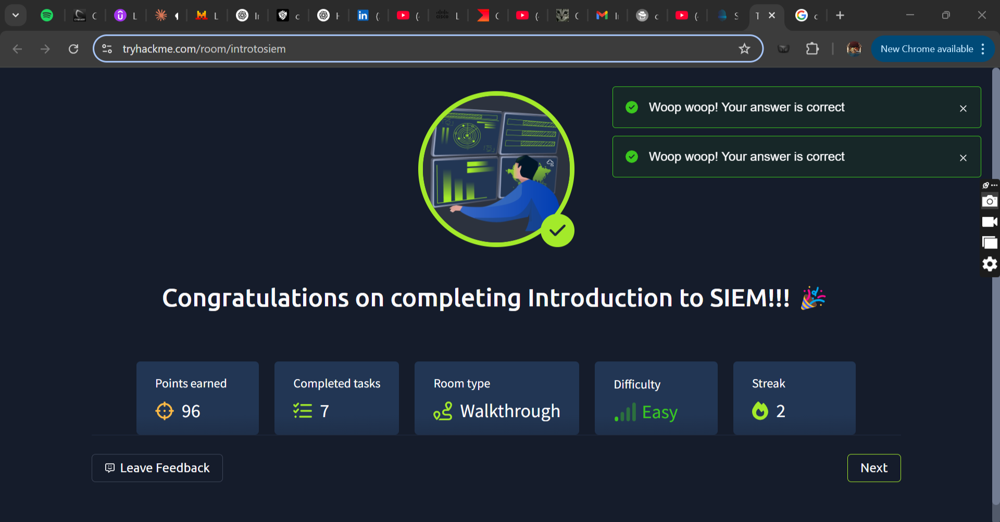 tryhackme.com/room/introtosiem
New Chrome available
Woop woop! Your answer is correct
Woop woop! Your answer is correct
Congratulations on completing Introduction to SIEM!!!
Points earned
96
Completed tasks
7
Room type
Walkthrough
Difficulty
Easy
Streak
2
Leave Feedback
Next